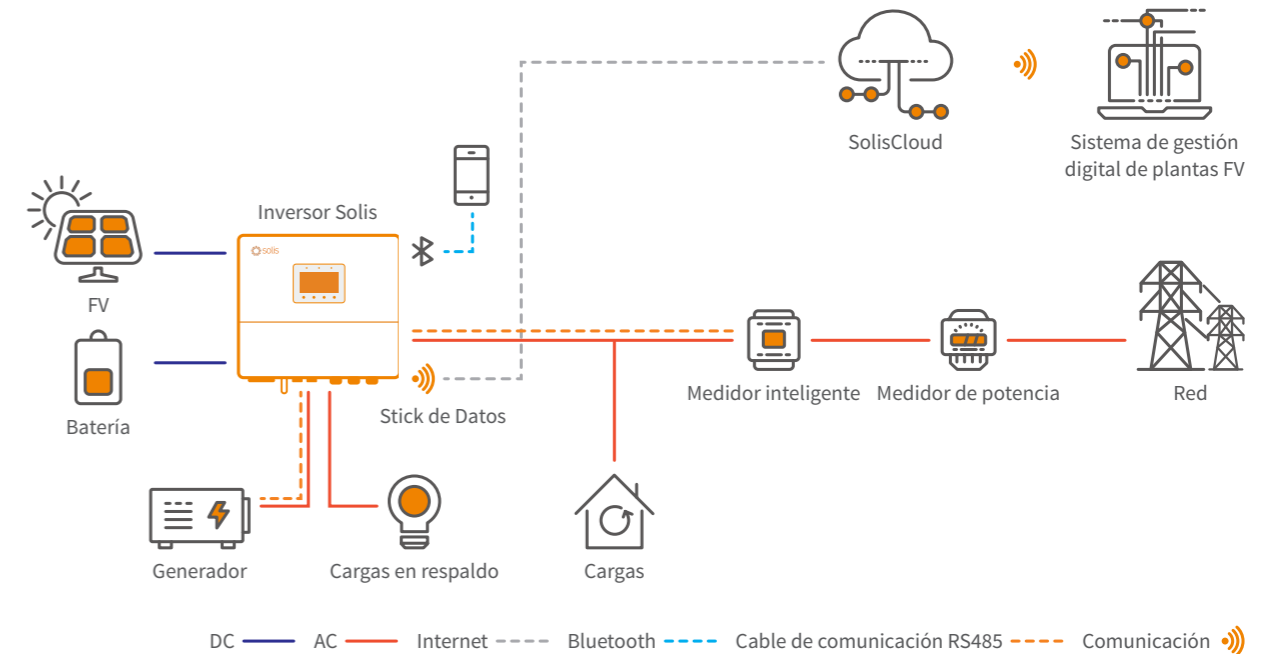 SolisCloud
Sistema de gestión
digital de plantas FV
Inversor Solis
solis
FV
Batería
Stick de Datos
Medidor inteligente
Medidor de potencia
Red
Generador
Cargas en respaldo
Cargas
DC
AC
Internet
Bluetooth
Cable de comunicación RS485
Comunicación